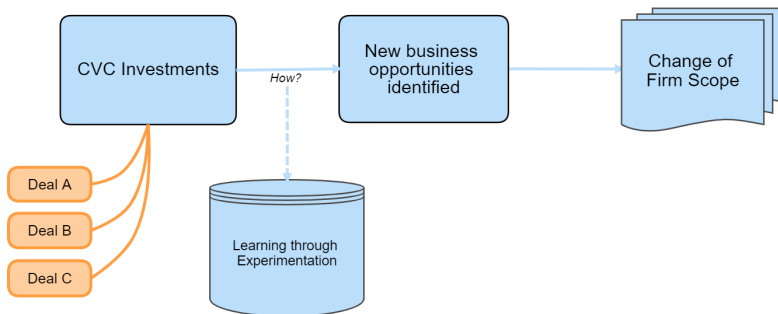 CVC Investments
How?
New business
opportunities
identified
Change of
Firm Scope
Deal A
Deal B
Deal C
Learning through
Experimentation